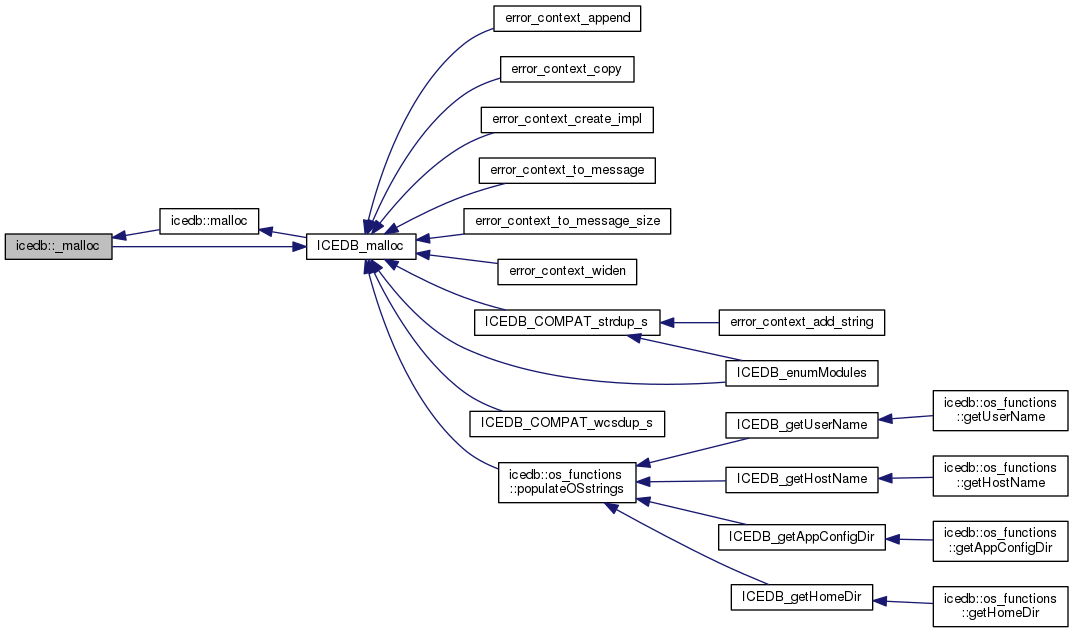 error_context_append
error_context_copy
error_context_create_impl
error_context_to_message
icedb::malloc
error_context_to_message_size
icedb::_malloc
ICEDB_malloc
error_context_widen
ICEDB_COMPAT_strdup_s
error_context_add_string
ICEDB_enumModules
ICEDB_COMPAT_wcsdup_s
ICEDB_getUserName
icedb::os_functions
::getUserName
icedb::os_functions
::populateOSstrings
ICEDB_getHostName
icedb::os_functions
::getHostName
ICEDB_getAppConfigDir
icedb::os_functions
::getAppConfigDir
ICEDB_getHomeDir
icedb::os_functions
::getHomeDir